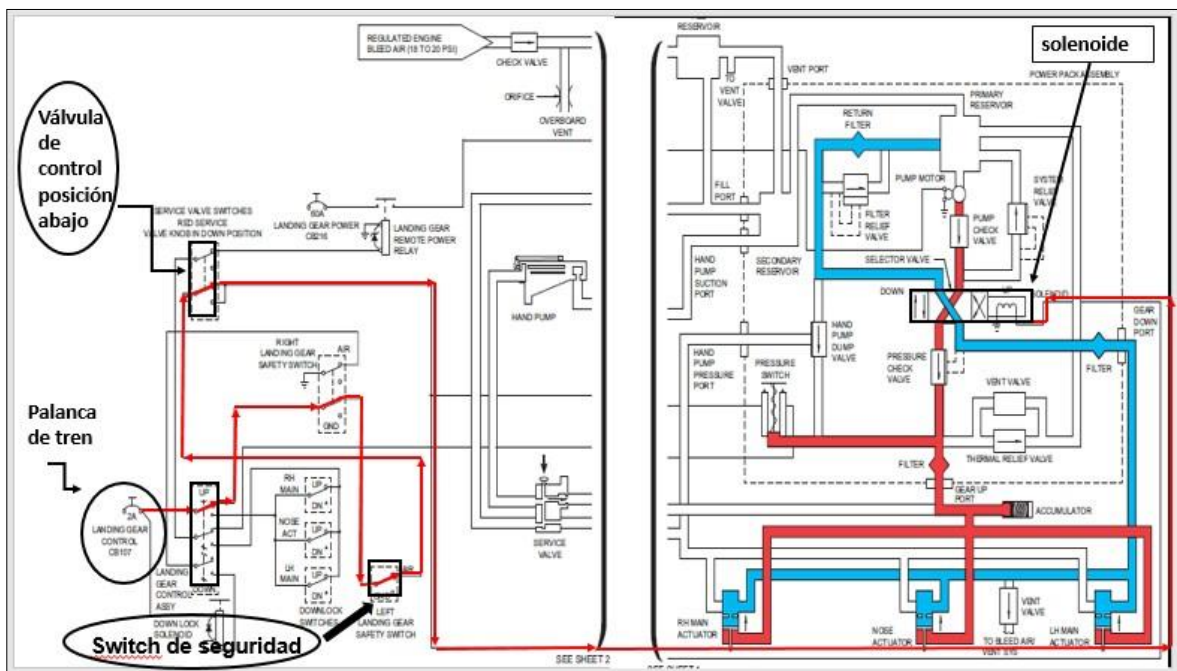 REGULATED ENGINE
BLEED AIR (18 TO 20 PSI)
CHECK VALVE
ORIFICE
OVERBOARD
VENT
Válvula
de
control
posición
abajo
SERVICE VALVE SWITCHES
RED SERVICE
VALVE KNOB IN DOWN POSITION
60A
LANDING GEAR POWER
CB216
LANDING GEAR
REMOTE POWER
RELAY
HAND PUMP
RIGHT
LANDING GEAR
SAFETY SWITCH
AIR
GND
Palanca
de tren
2A
LANDING GEAR
CONTROL
CB107
UP
DOWN
LANDING
GEAR
CONTROL
ASSY
DOWN LOCK
SOLENOID
RH
MAIN
UP
DN
NOSE
ACT
UP
DN
LH
MAIN
UP
DN
DOWNLOCK
SWITCHES
AIR
LEFT
LANDING GEAR
SAFETY SWITCH
Switch de seguridad
SERVICE
VALVE
SEE SHEET 2
RESERVOIR
TO
VENT
VALVE
VENT PORT
solenoide
POWER PACK ASSEMBLY
PRIMARY
RESERVOIR
RETURN
FILTER
PUMP MOTOR
SYSTEM
RELIEF
VALVE
FILL
PORT
FILTER
RELIEF
VALVE
PUMP
CHECK
VALVE
SECONDARY
RESERVOIR
SELECTOR VALVE
HAND
PUMP
SUCTION
PORT
DOWN
UP
SOLENOID
GEAR
DOWN
PORT
HAND
PUMP
DUMP
VALVE
HAND
PUMP
PRESSURE
PORT
PRESSURE
SWITCH
PRESSURE
CHECK
VALVE
FILTER
VENT VALVE
THERMAL RELIEF VALVE
FILTER
GEAR UP
PORT
ACCUMULATOR
RH MAIN
ACTUATOR
NOSE
ACTUATOR
VENT
VALVE
TO BLEED AIR/
VENT SYS
LH MAIN
ACTUATOR